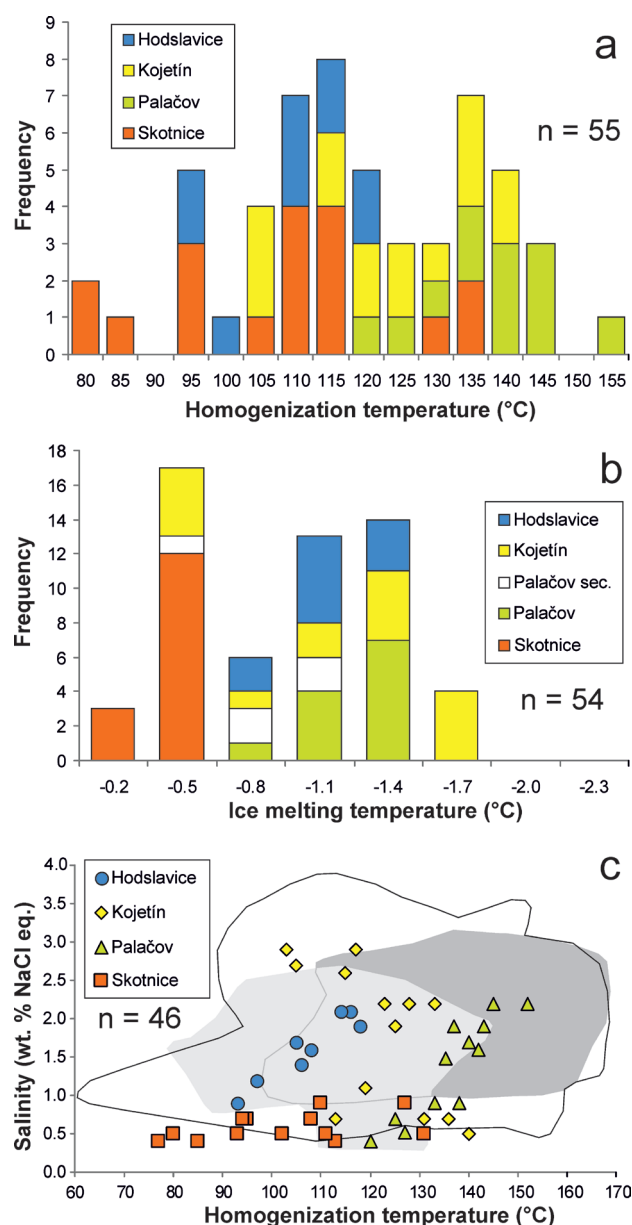 a
Hodslavice
Kojetín
Palačov
Skotnice
n = 55
Frequency
9
8
7
6
5
4
3
2
1
0
80 85 90 95 100 105 110 115 120 125 130 135 140 145 150 155
Homogenization temperature (°C)
b
Hodslavice
Kojetín
Palačov sec.
Palačov
Skotnice
n = 54
Frequency
18
16
14
12
10
8
6
4
2
0
-0.2 -0.5 -0.8 -1.1 -1.4 -1.7 -2.0 -2.3
Ice melting temperature (°C)
c
Hodslavice
Kojetín
Palačov
Skotnice
n = 46
Salinity (wt. % NaCl eq.)
4.0
3.5
3.0
2.5
2.0
1.5
1.0
0.5
0.0
60 70 80 90 100 110 120 130 140 150 160 170
Homogenization temperature (°C)